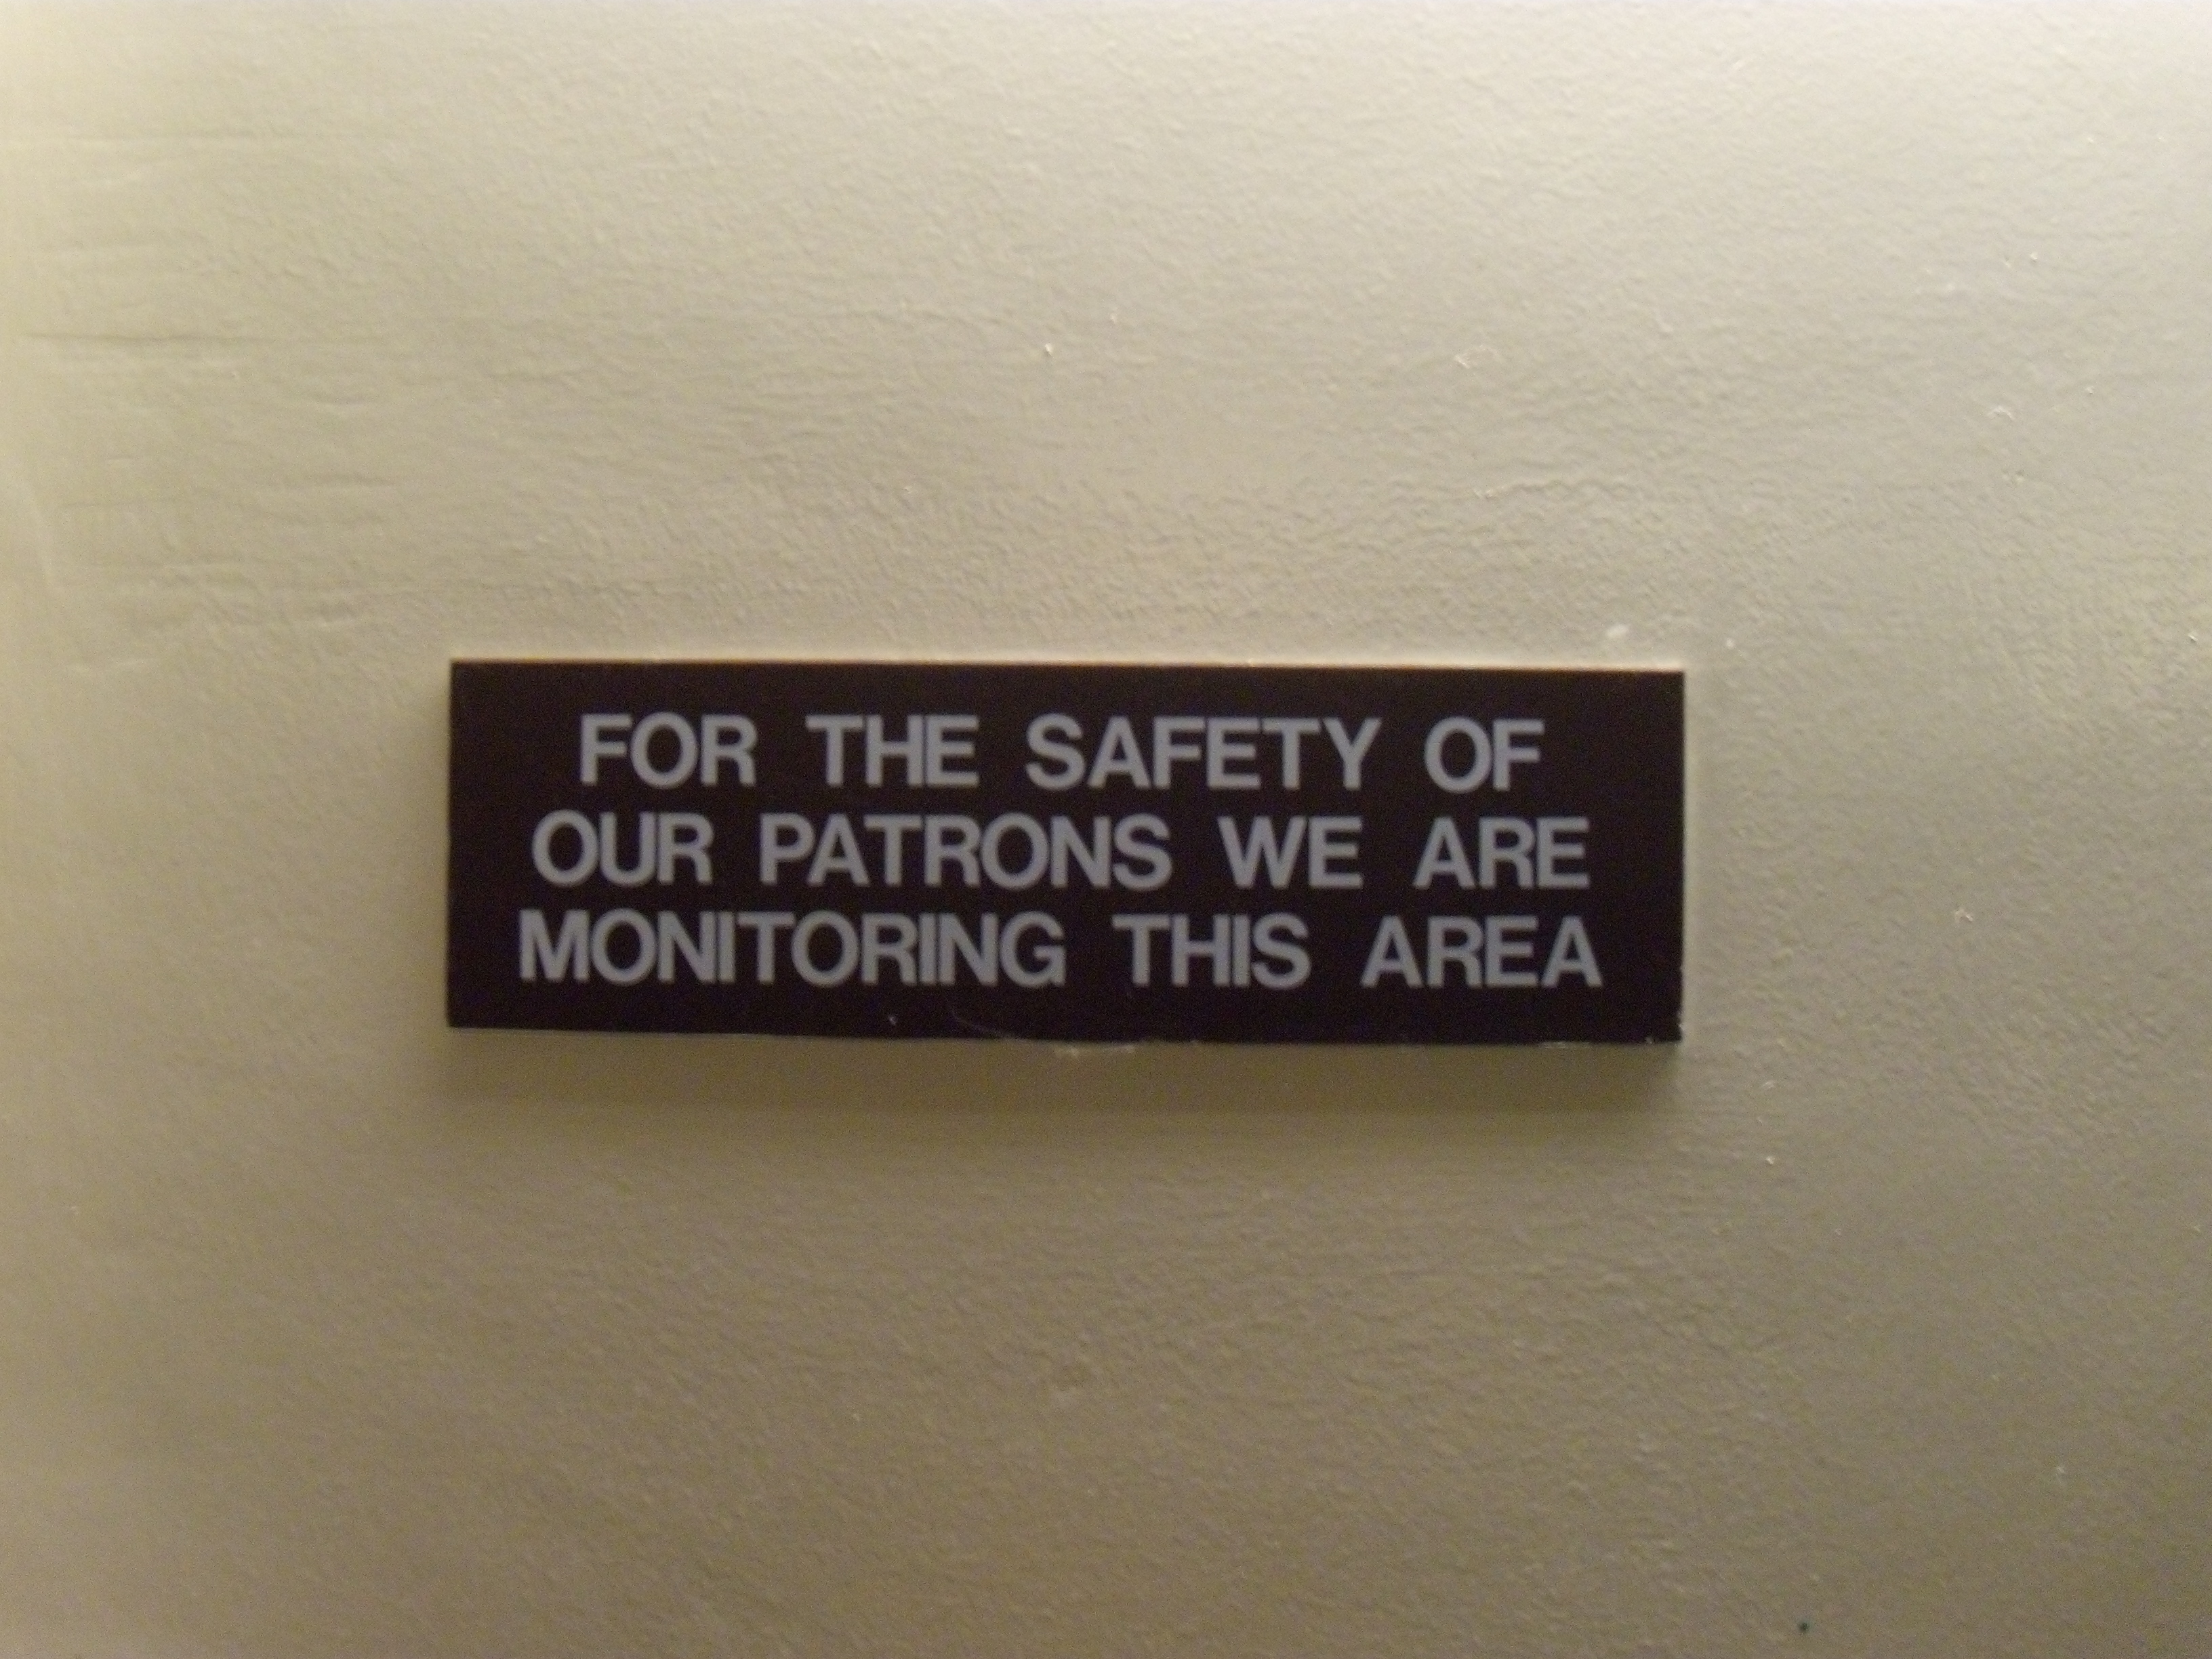 FOR THE SAFETY OF
OUR PATRONS WE ARE
MONITORING THIS AREA